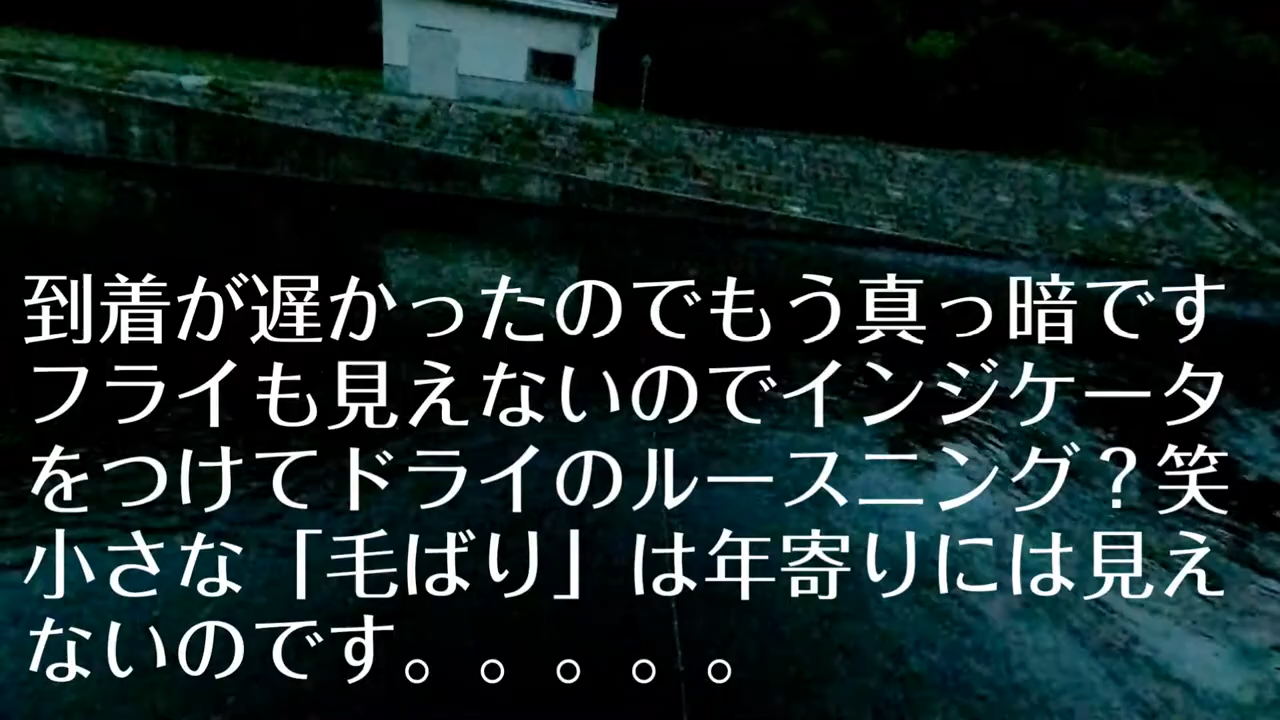 到着が遅かったのでもう真っ暗です
フライも見えないのでインジケータ
をつけてドライのルースニング？笑
小さな「毛ばり」は年寄りには見え
ないのです。。。。。